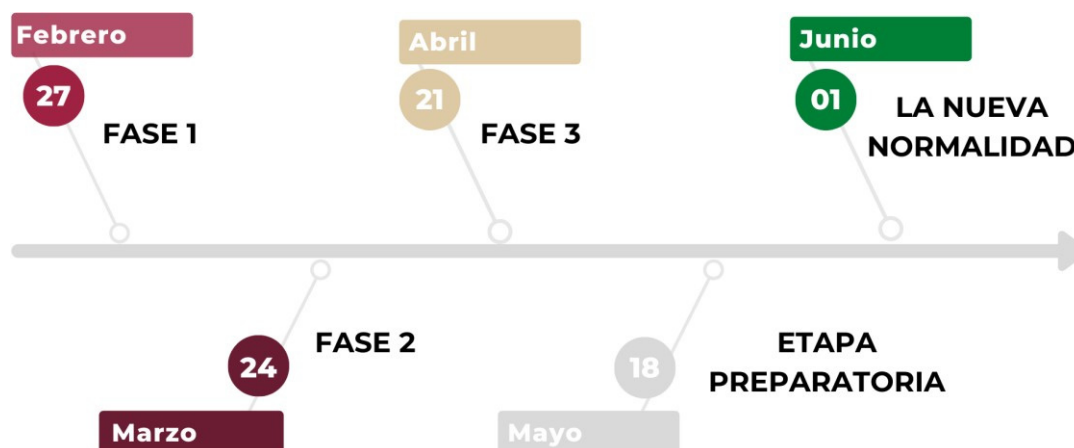 Febrero
27
FASE 1
Abril
21
FASE 3
Junio
01
LA NUEVA
NORMALIDAD
FASE 2
24
Marzo
ETAPA
PREPARATORIA
18
Mayo